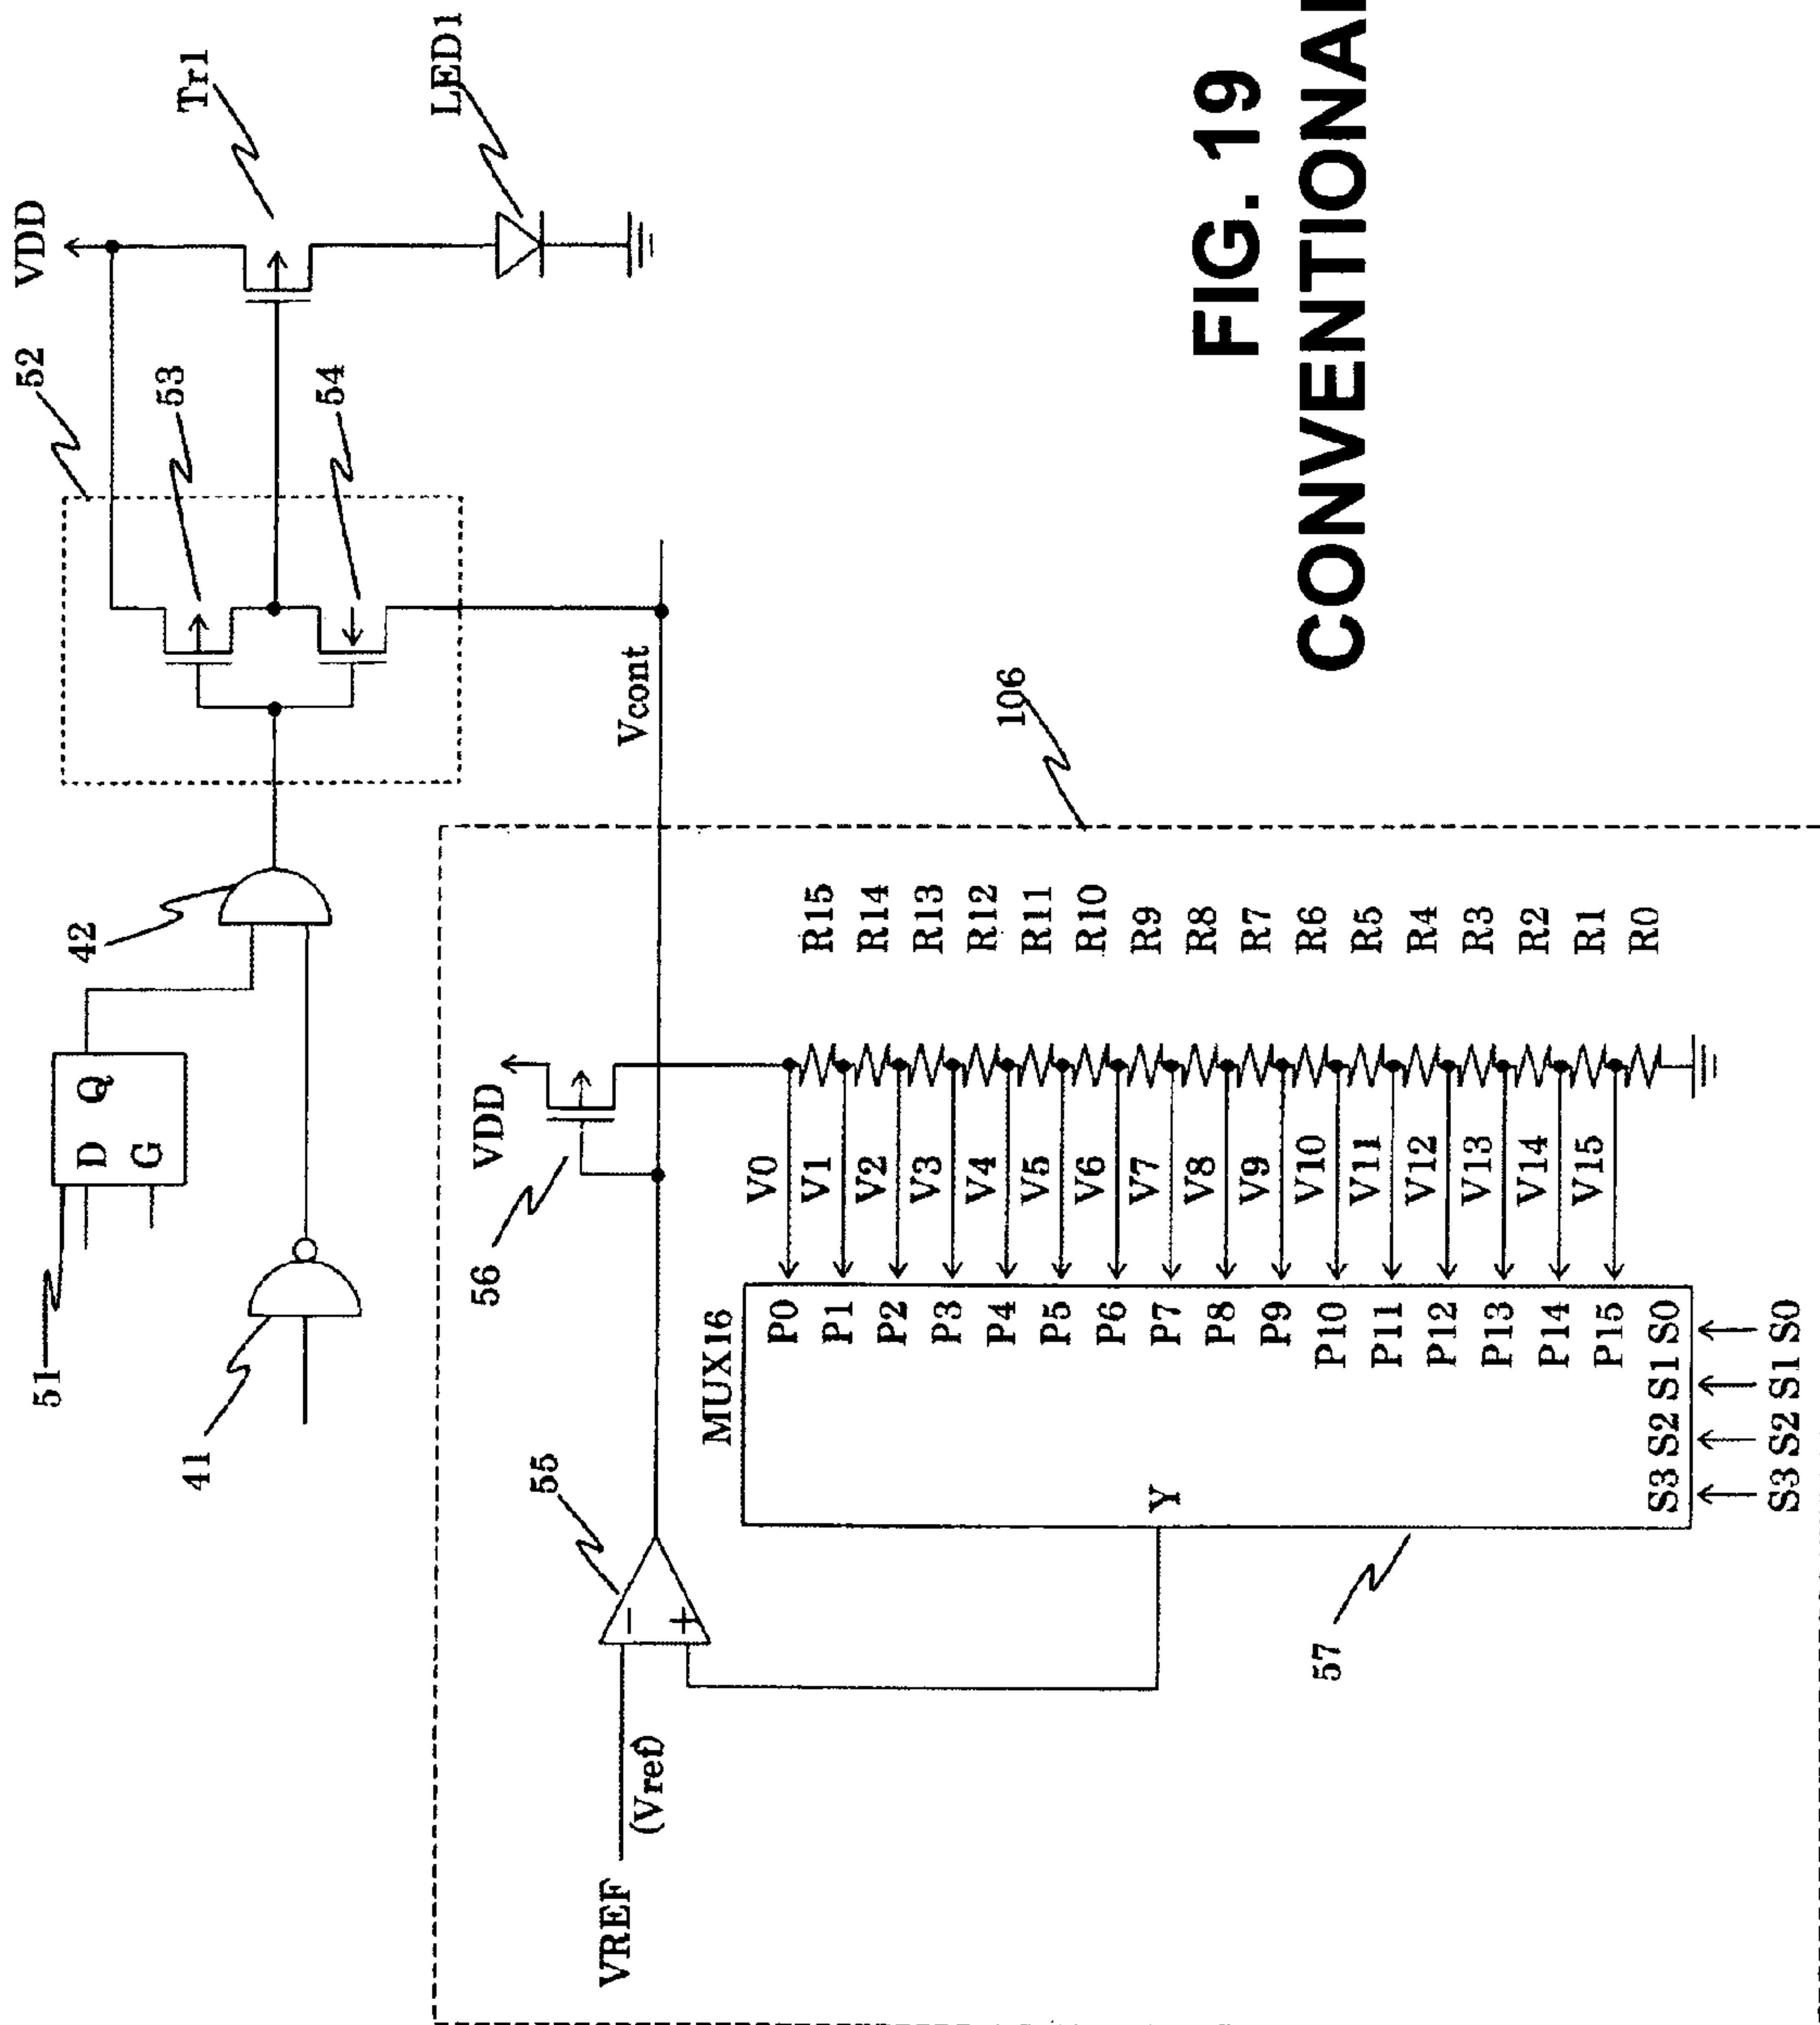 51
D Q
G
41
42
52
53
54
VDD
Tr1
LED1
VREF
(Vref)
55
56
VDD
Vcont
106
MUX16
Y
57
P0
P1
P2
P3
P4
P5
P6
P7
P8
P9
P10
P11
P12
P13
P14
P15
S3 S2 S1 S0
S3 S2 S1 S0
V0
V1
V2
V3
V4
V5
V6
V7
V8
V9
V10
V11
V12
V13
V14
V15
R15
R14
R13
R12
R11
R10
R9
R8
R7
R6
R5
R4
R3
R2
R1
R0
FIG. 19
CONVENTIONAL